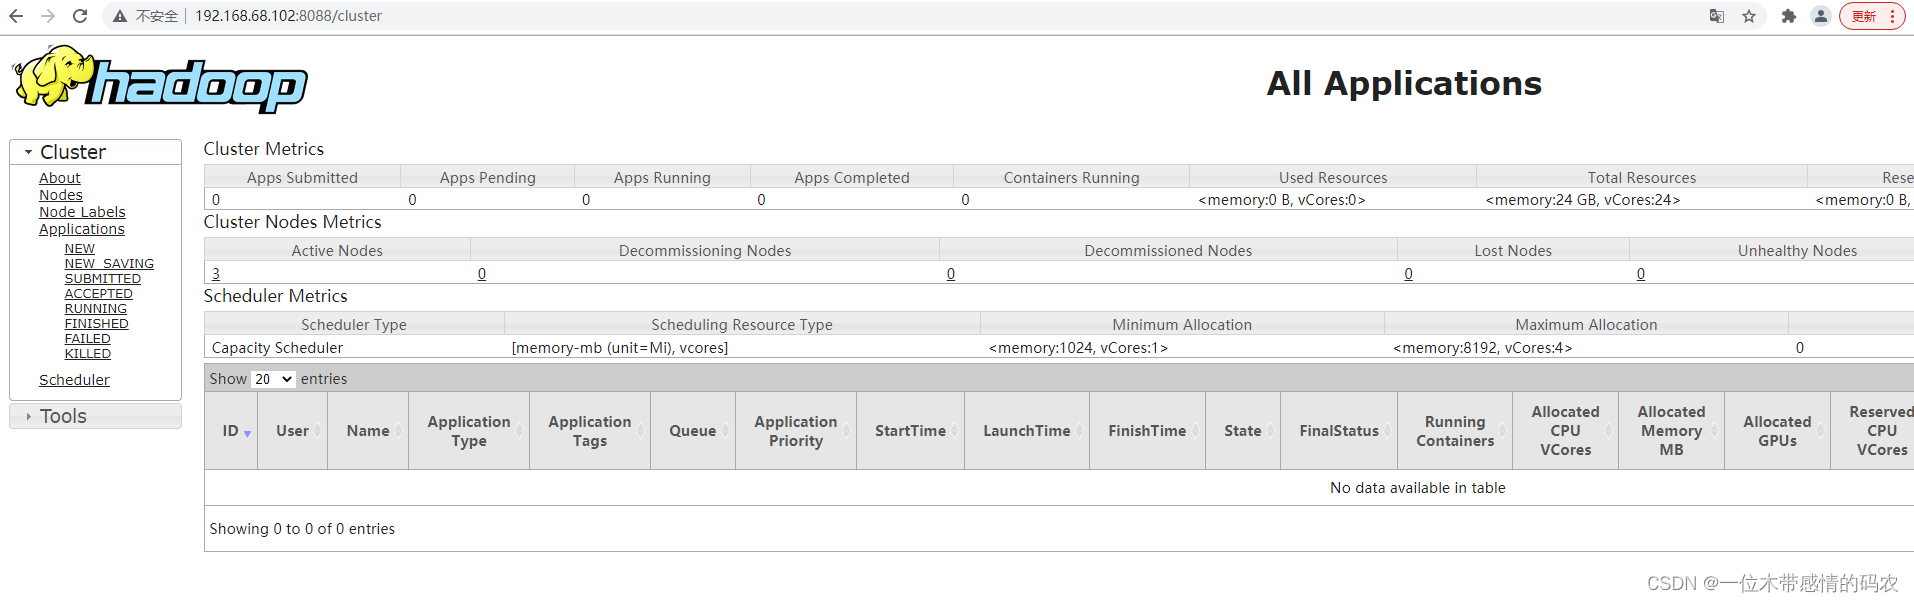 不安全 192.168.68.102:8088/cluster 更新
hadoop
All Applications
Cluster
About
Nodes
Node Labels
Applications
NEW
NEW_SAVING
SUBMITTED
ACCEPTED
RUNNING
FINISHED
FAILED
KILLED
Scheduler
Tools
Cluster Metrics
Apps Submitted Apps Pending Apps Running Apps Completed Containers Running Used Resources Total Resources Rese
0 0 0 0 0 <memory:0 B, vCores:0> <memory:24 GB, vCores:24> <memory:0 B,
Cluster Nodes Metrics
Active Nodes Decommissioning Nodes Decommissioned Nodes Lost Nodes Unhealthy Nodes
3 0 0 0 0
Scheduler Metrics
Scheduler Type Scheduling Resource Type Minimum Allocation Maximum Allocation
Capacity Scheduler [memory-mb (unit=Mi), vcores] <memory:1024, vCores:1> <memory:8192, vCores:4> 0
Show 20 entries
ID User Name Application Type Application Tags Queue Application Priority StartTime LaunchTime FinishTime State FinalStatus Running Containers Allocated CPU VCores Allocated Memory MB Allocated GPUs Reserved CPU VCores
No data available in table
Showing 0 to 0 of 0 entries
CSDN @一位木带感情的码农